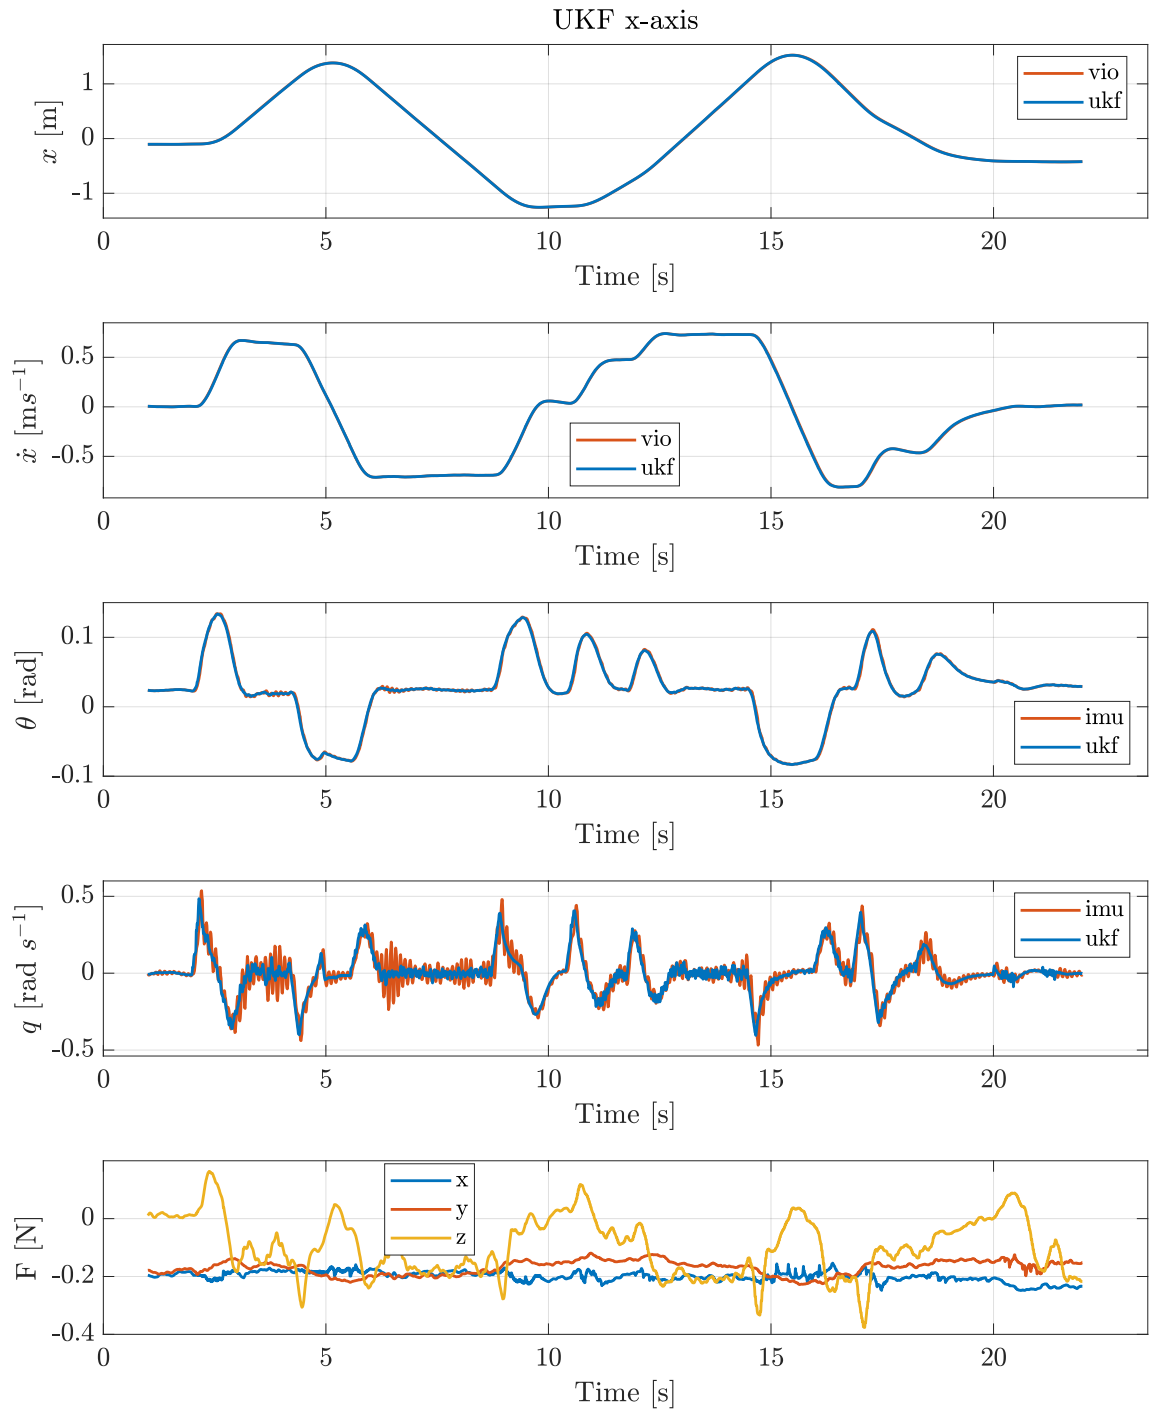 UKF x-axis
1
0
-1
x [m]
vio
ukf
0 5 10 15 20
Time [s]
0.5
0
-0.5
ẋ [ms⁻¹]
vio
ukf
0 5 10 15 20
Time [s]
0.1
0
-0.1
θ [rad]
imu
ukf
0 5 10 15 20
Time [s]
0.5
0
-0.5
q [rad s⁻¹]
imu
ukf
0 5 10 15 20
Time [s]
0
-0.2
-0.4
F [N]
x
y
z
0 5 10 15 20
Time [s]